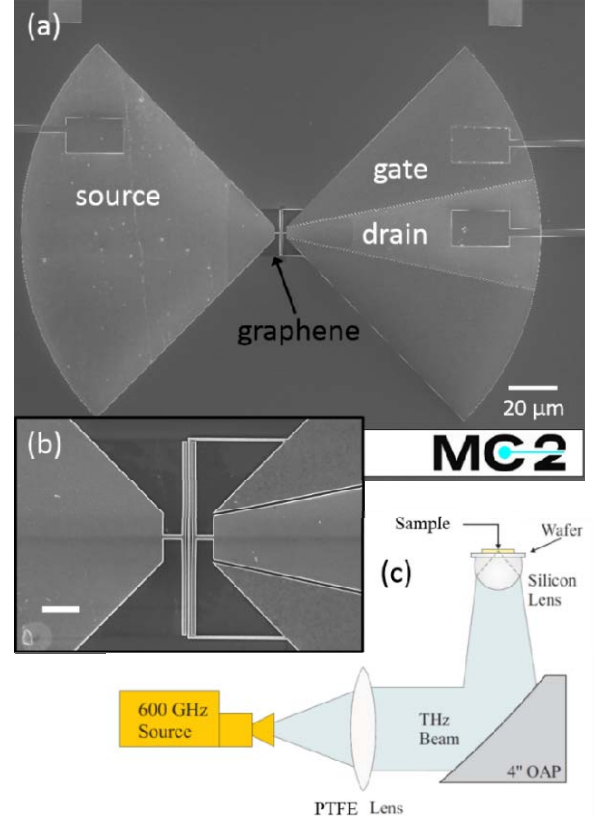 (a)
source
gate
drain
graphene
20 μm
MC2
(b)
(c)
Sample
Wafer
Silicon
Lens
600 GHz
Source
THz
Beam
4" OAP
PTFE Lens